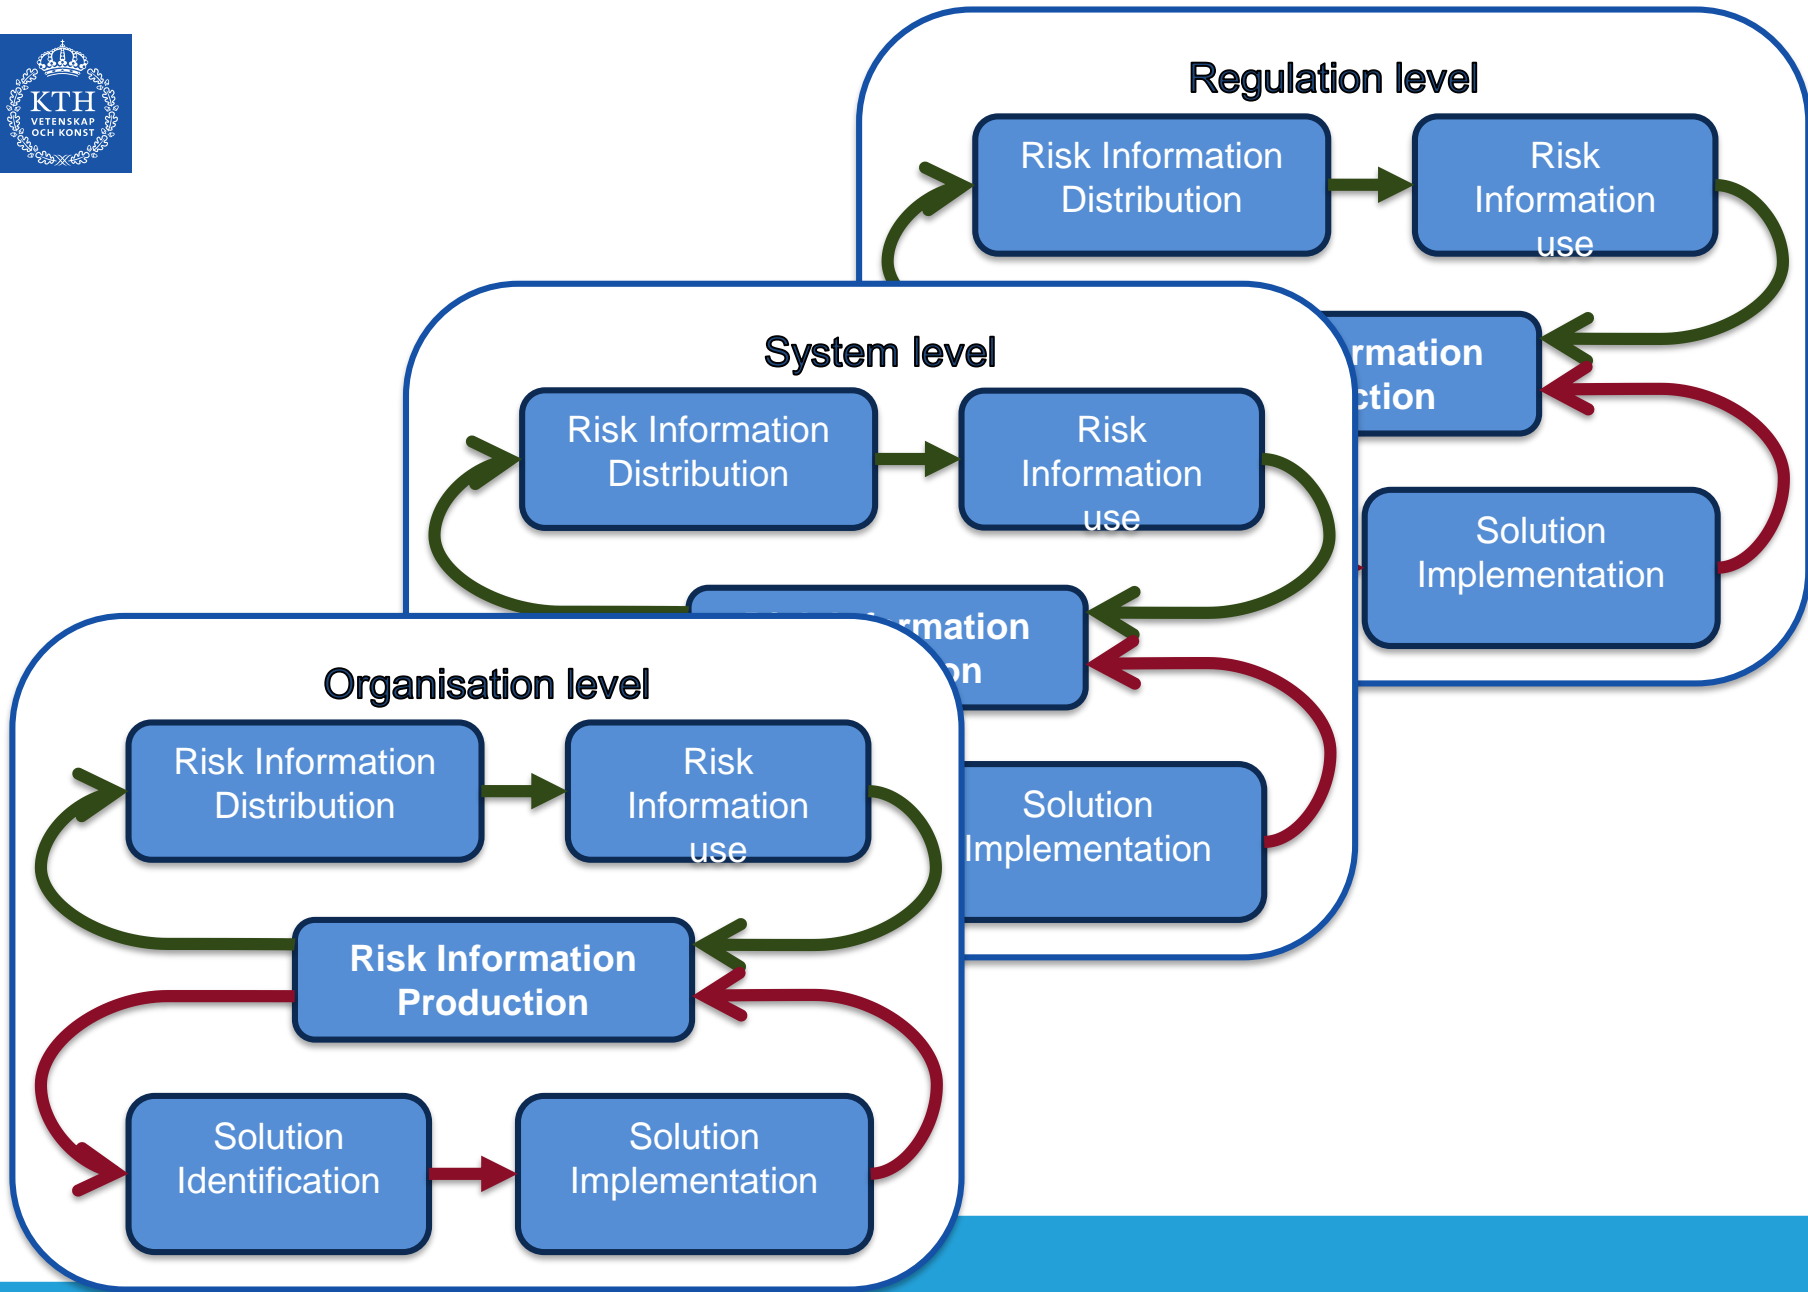 KTH
VETENSKAP
OCH KONST
Regulation level
Risk Information
Distribution
Risk
Information
use
rmation
ction
Solution
Implementation
System level
Risk Information
Distribution
Risk
Information
use
rmation
on
Solution
Implementation
Organisation level
Risk Information
Distribution
Risk
Information
use
Risk Information
Production
Solution
Identification
Solution
Implementation